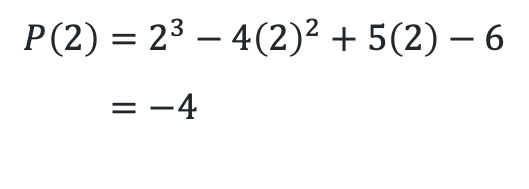 P(2) = 2³ − 4(2)² + 5(2) − 6
= −4